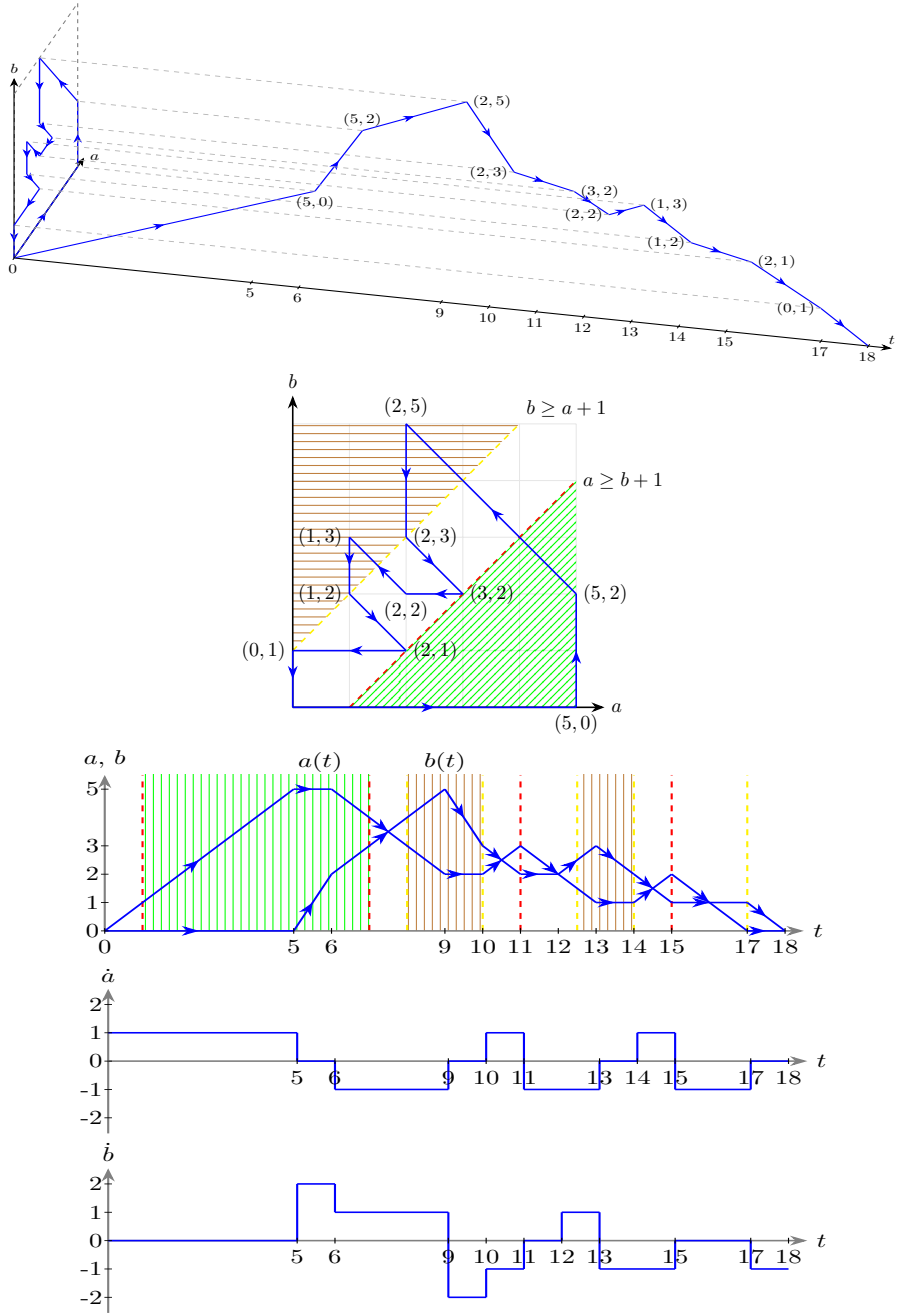 b
(2,5)
(5,2)
(2,3)
a
(3,2)
(5,0)
(1,3)
(2,2)
(1,2)
(2,1)
0
5
6
(0,1)
9
10
11
12
13
14
15
17
18
t
b
(2,5)
b ≥ a + 1
a ≥ b + 1
(1,3)
(2,3)
(1,2)
(3,2)
(5,2)
(2,2)
(0,1)
(2,1)
a
(5,0)
a, b
a(t)
b(t)
5
3
2
1
0
t
0 5 6 9 10 11 12 13 14 15 17 18
ȧ
2
1
0
t
5 6 9 10 11 13 14 15 17 18
-1
-2
ḃ
2
1
0
t
5 6 9 10 11 12 13 15 17 18
-1
-2